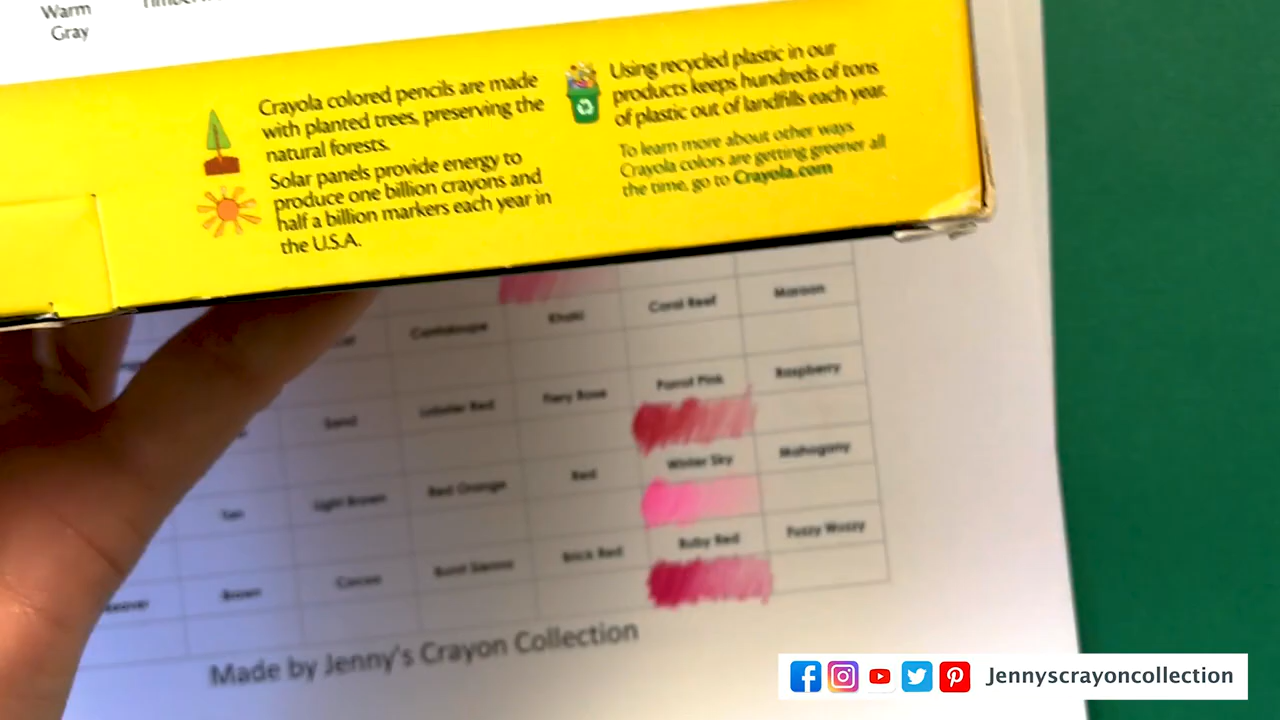 Warm
Gray
Crayola colored pencils are made
with planted trees, preserving the
natural forests.
Solar panels provide energy to
produce one billion crayons and
half a billion markers each year in
the U.S.A.
Using recycled plastic in our
products keeps hundreds of tons
of plastic out of landfills each year.
To learn more about other ways
Crayola colors are getting greener all
the time, go to Crayola.com
Cantaloupe Khaki Coral Reef Maroon
Sand Lobster Red Fiery Rose Parrot Pink Raspberry
Tan Light Brown Red Orange Red Winter Sky Mahogany
Brown Cocoa Burnt Sienna Brick Red Ruby Red Fuzzy Wuzzy
Made by Jenny's Crayon Collection
Jennyscrayoncollection